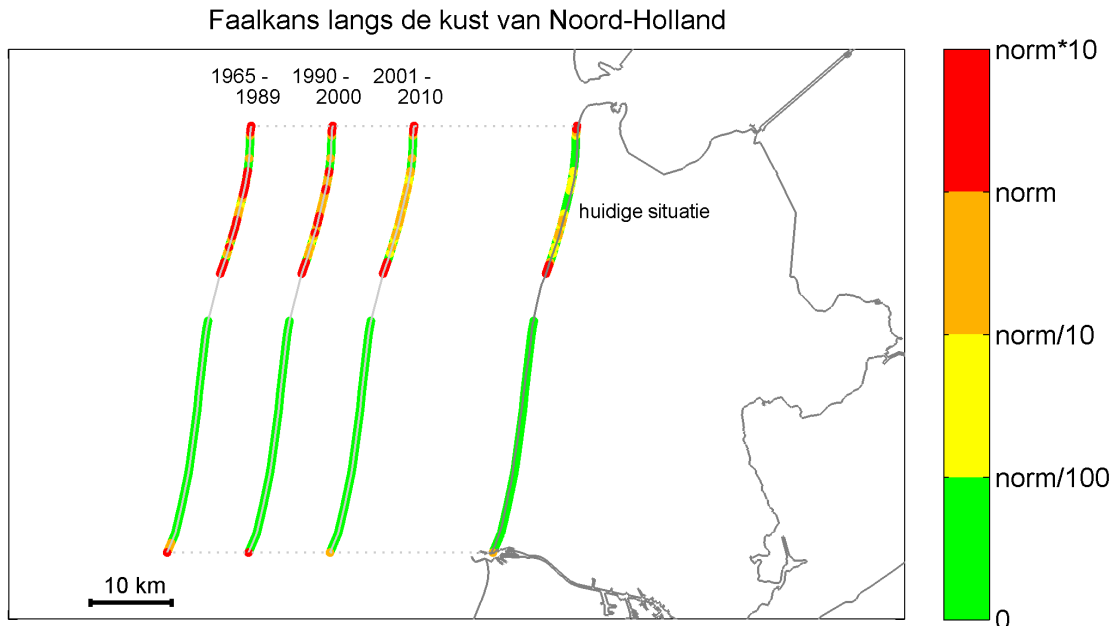 Faalkans langs de kust van Noord-Holland
1965 -
1989
1990 -
2000
2001 -
2010
huidige situatie
10 km
norm*10
norm
norm/10
norm/100
0